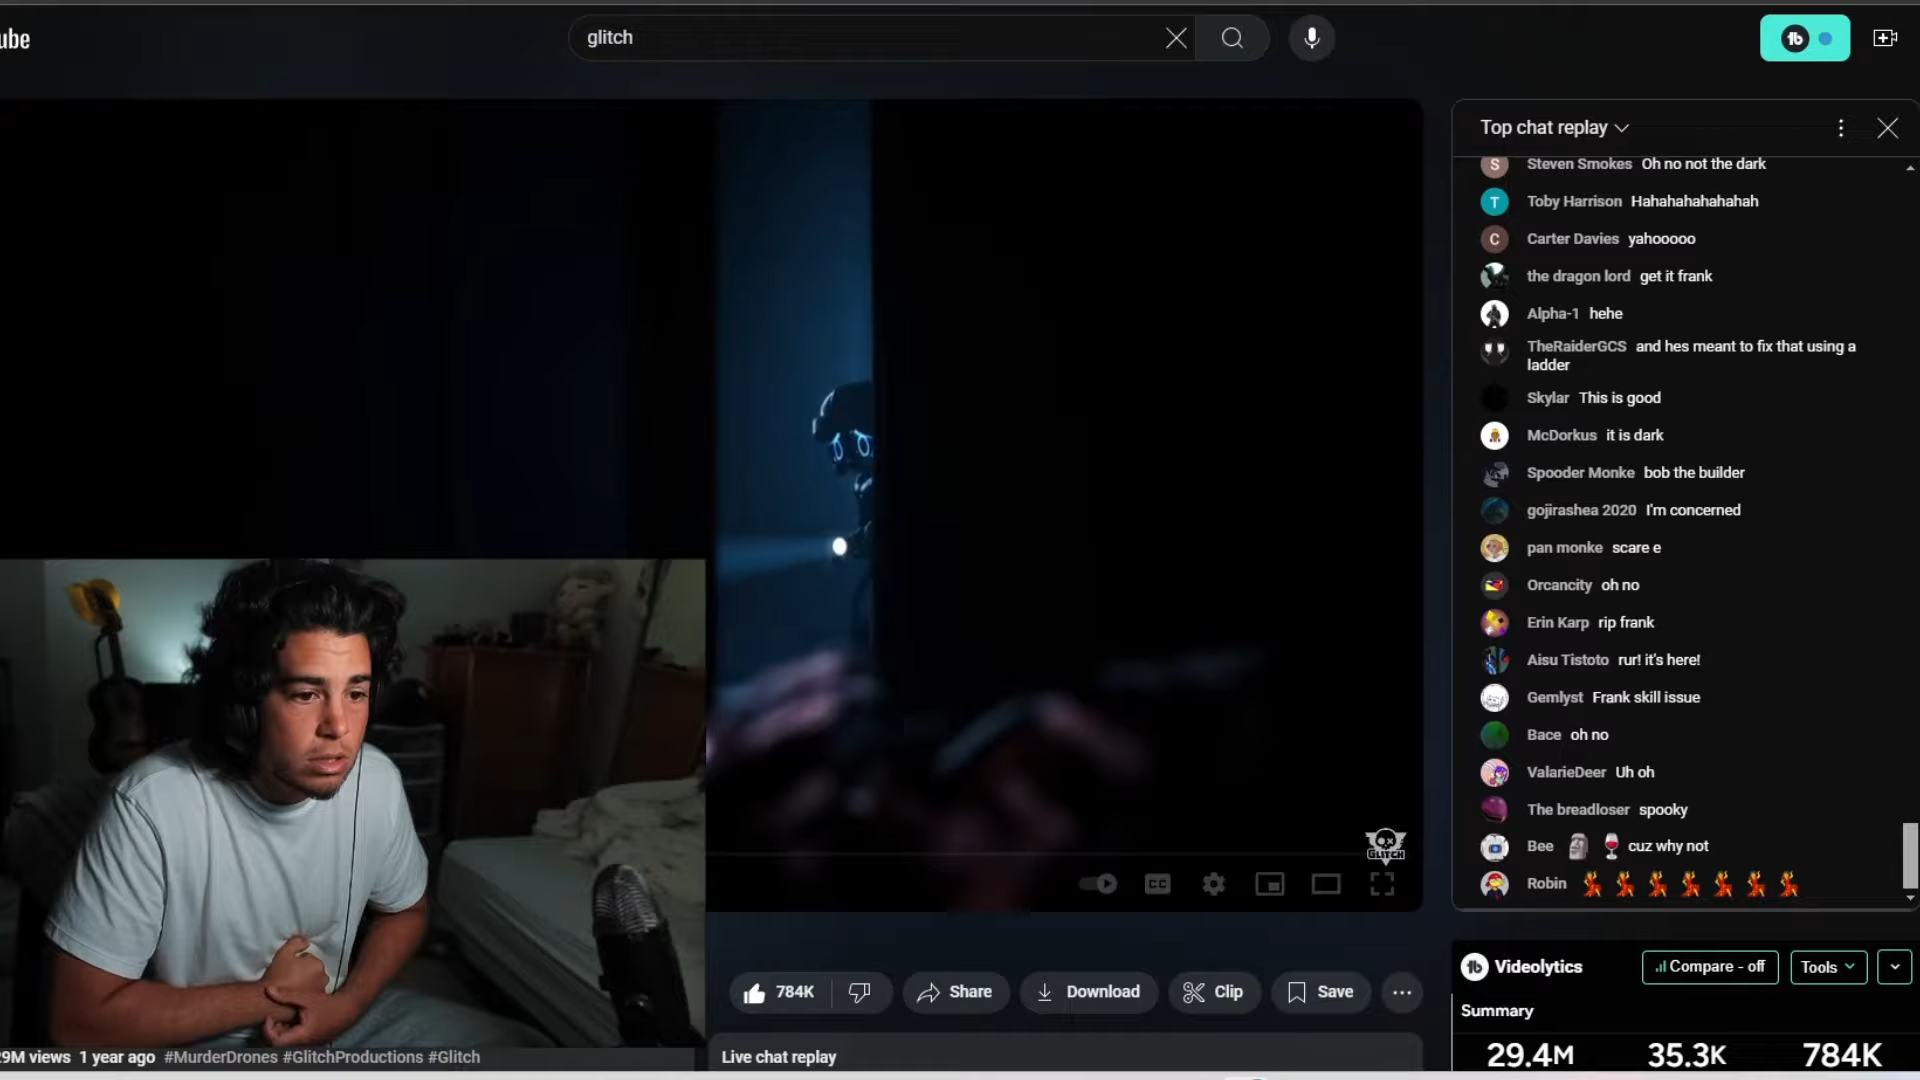 ube
glitch
Top chat replay
Steven Smokes Oh no not the dark
T Toby Harrison Hahahahahahahah
C Carter Davies yahooooo
the dragon lord get it frank
Alpha-1 hehe
TheRaiderGCS and hes meant to fix that using a
ladder
Skylar This is good
McDorkus it is dark
Spooder Monke bob the builder
gojirashea 2020 I'm concerned
pan monke scare e
Orcancity oh no
Erin Karp rip frank
Aisu Tistoto rur! it's here!
Gemlyst Frank skill issue
Bace oh no
ValarieDeer Uh oh
The breadloser spooky
Bee 🗿 🍷 cuz why not
Robin 💃 💃 💃 💃 💃 💃 💃
GLITCH
CC
784K Share Download Clip Save
29M views 1 year ago #MurderDrones #GlitchProductions #Glitch
Live chat replay
Videolytics Compare - off Tools
Summary
29.4M 35.3K 784K